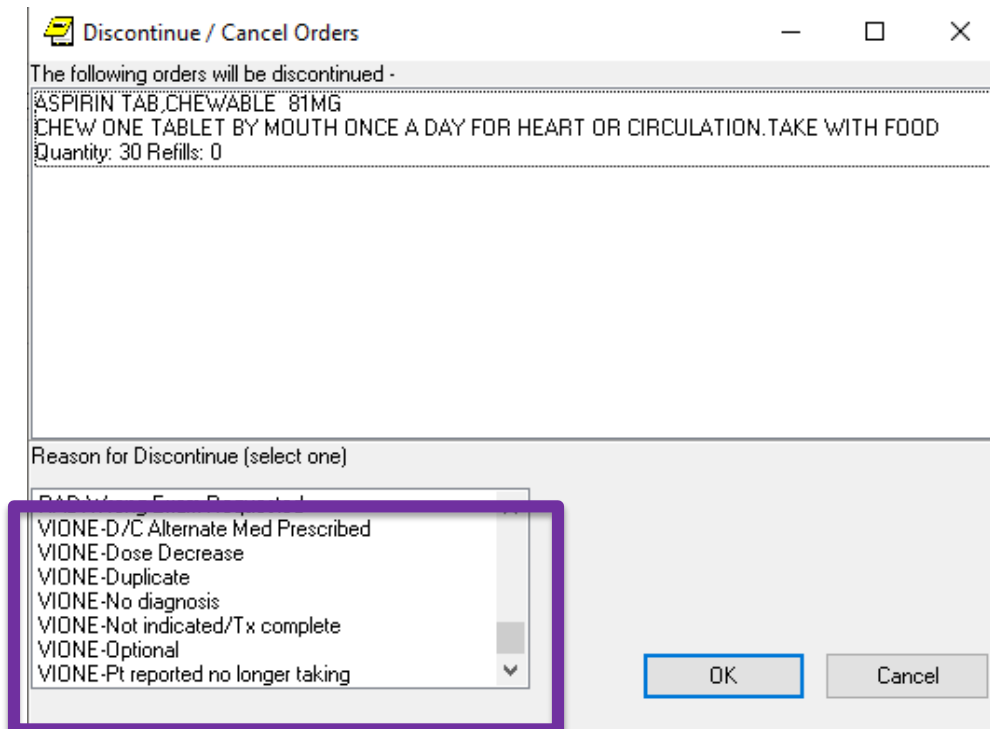 Discontinue / Cancel Orders
The following orders will be discontinued -
ASPIRIN TAB,CHEWABLE 81MG
CHEW ONE TABLET BY MOUTH ONCE A DAY FOR HEART OR CIRCULATION.TAKE WITH FOOD
Quantity: 30 Refills: 0
Reason for Discontinue (select one)
VIONE-D/C Alternate Med Prescribed
VIONE-Dose Decrease
VIONE-Duplicate
VIONE-No diagnosis
VIONE-Not indicated/Tx complete
VIONE-Optional
VIONE-Pt reported no longer taking
OK
Cancel